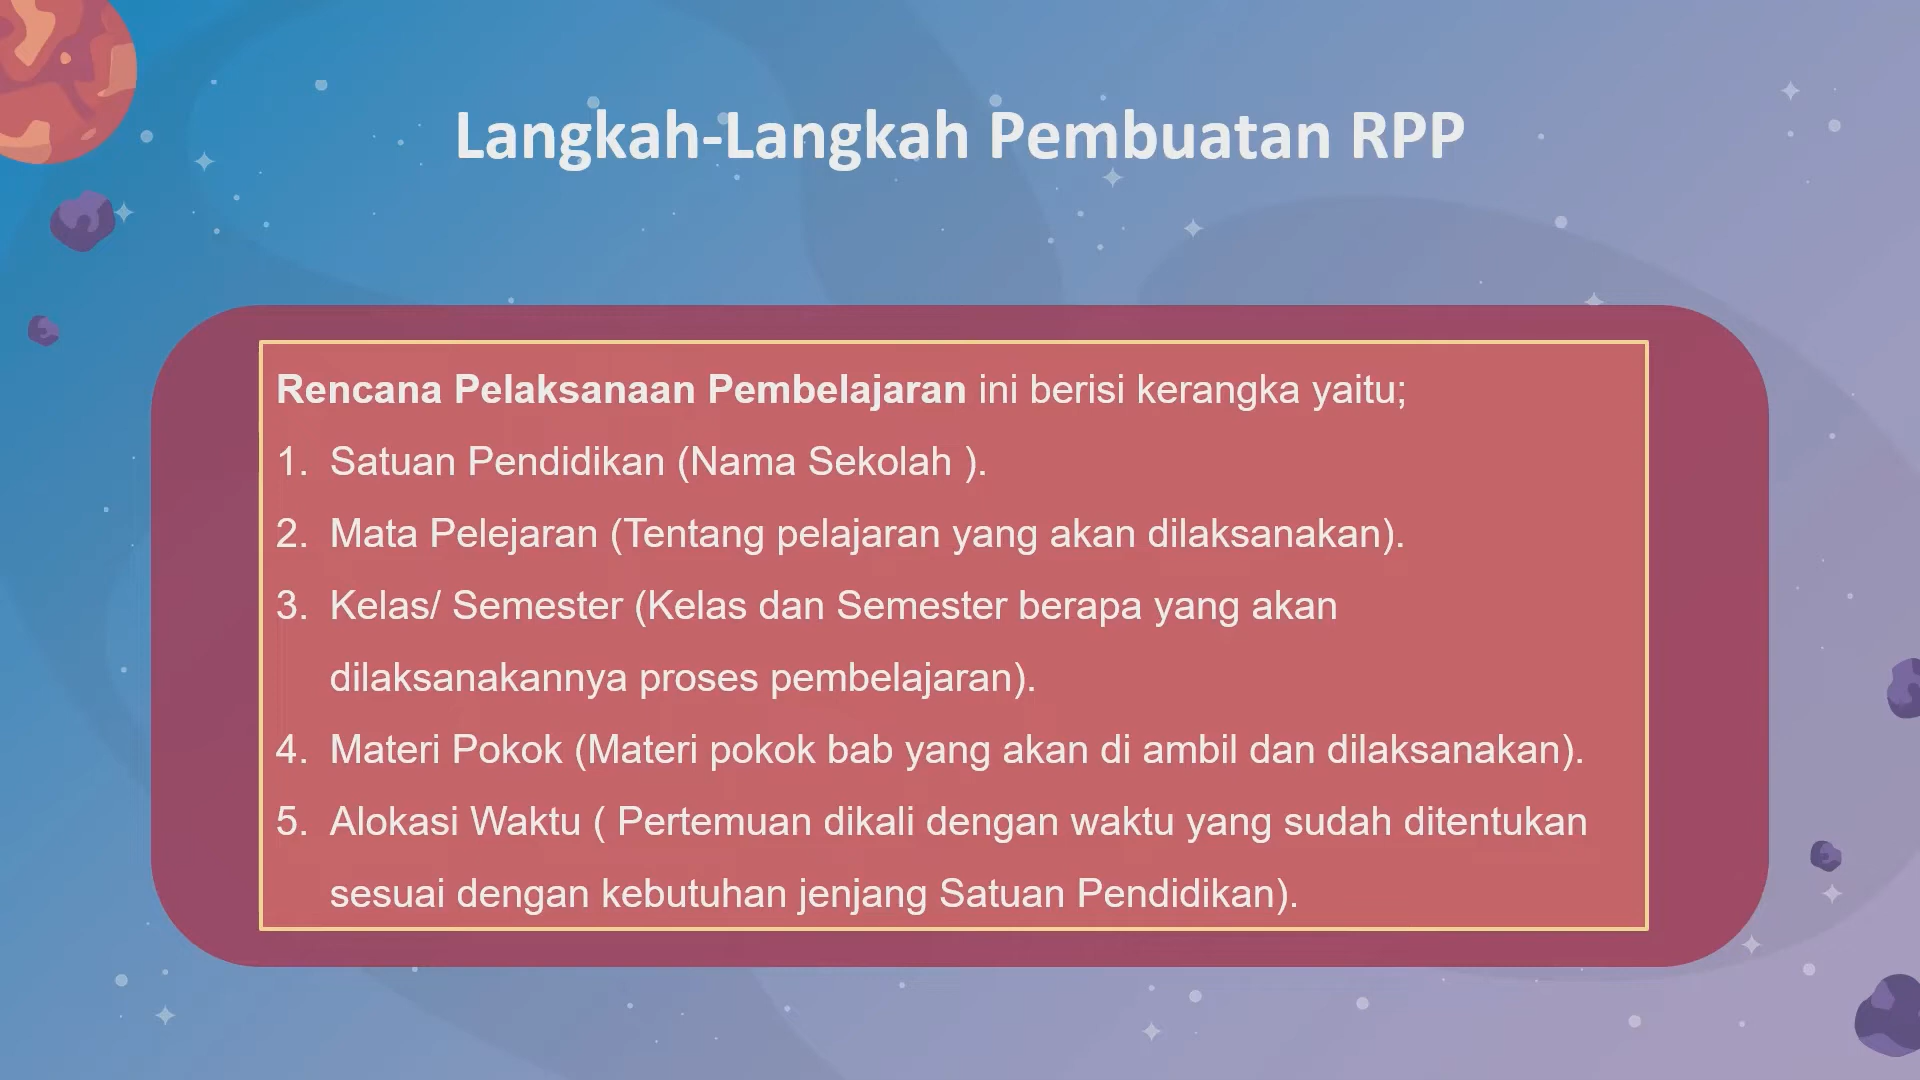 Langkah-Langkah Pembuatan RPP
Rencana Pelaksanaan Pembelajaran ini berisi kerangka yaitu;
1. Satuan Pendidikan (Nama Sekolah ).
2. Mata Pelejaran (Tentang pelajaran yang akan dilaksanakan).
3. Kelas/ Semester (Kelas dan Semester berapa yang akan
dilaksanakannya proses pembelajaran).
4. Materi Pokok (Materi pokok bab yang akan di ambil dan dilaksanakan).
5. Alokasi Waktu ( Pertemuan dikali dengan waktu yang sudah ditentukan
sesuai dengan kebutuhan jenjang Satuan Pendidikan).